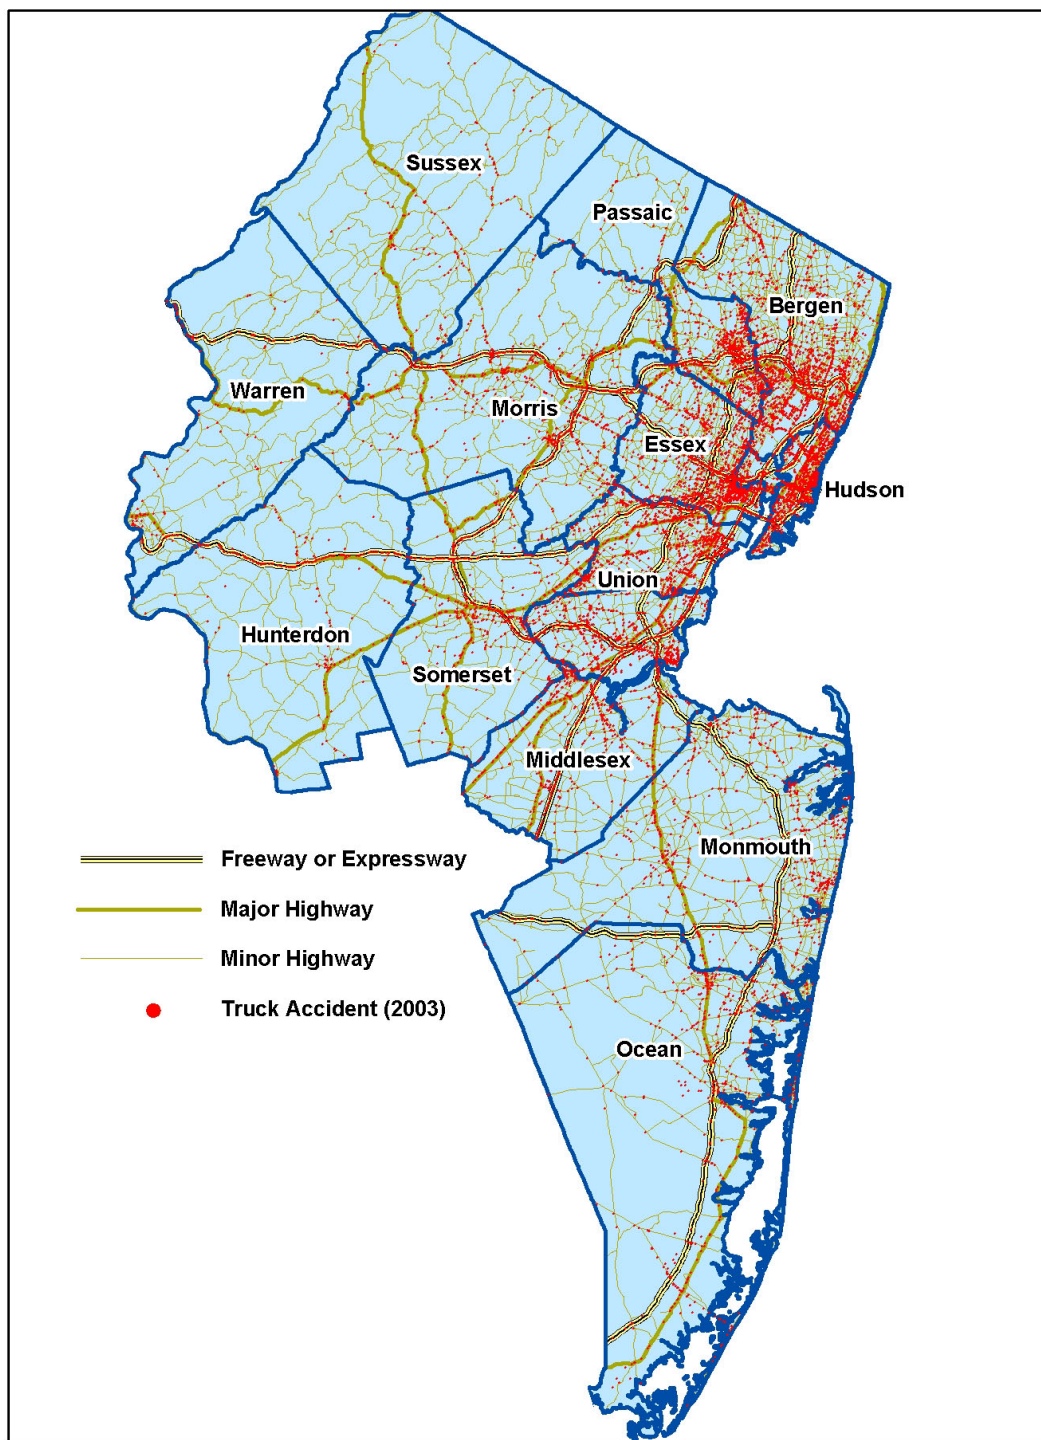 Sussex
Passaic
Bergen
Warren
Morris
Essex
Hudson
Union
Hunterdon
Somerset
Middlesex
Monmouth
Freeway or Expressway
Major Highway
Minor Highway
Truck Accident (2003)
Ocean